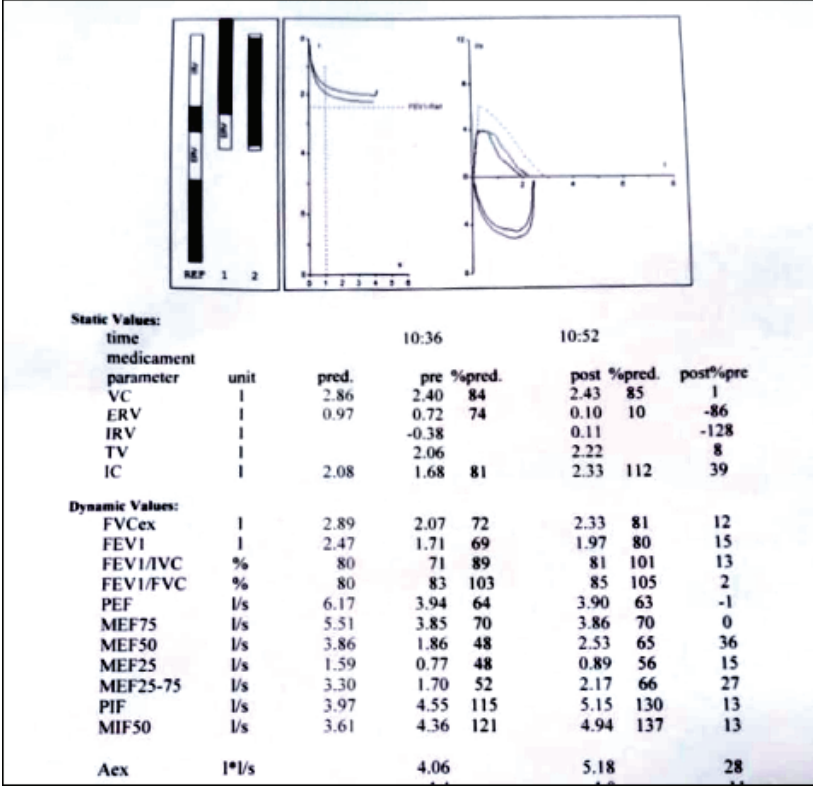 REF 1 2
FEV1Ref
0 1 2 3 4 5 6
Static Values:
time 10:36 10:52
medicament
parameter unit pred. pre %pred. post %pred. post%pre
VC l 2.86 2.40 84 2.43 85 1
ERV l 0.97 0.72 74 0.10 10 -86
IRV l -0.38 0.11 -128
TV l 2.06 2.22 8
IC l 2.08 1.68 81 2.33 112 39
Dynamic Values:
FVCex l 2.89 2.07 72 2.33 81 12
FEV1 l 2.47 1.71 69 1.97 80 15
FEV1/IVC % 80 71 89 81 101 13
FEV1/FVC % 80 83 103 85 105 2
PEF l/s 6.17 3.94 64 3.90 63 -1
MEF75 l/s 5.51 3.85 70 3.86 70 0
MEF50 l/s 3.86 1.86 48 2.53 65 36
MEF25 l/s 1.59 0.77 48 0.89 56 15
MEF25-75 l/s 3.30 1.70 52 2.17 66 27
PIF l/s 3.97 4.55 115 5.15 130 13
MIF50 l/s 3.61 4.36 121 4.94 137 13
Aex l*l/s 4.06 5.18 28